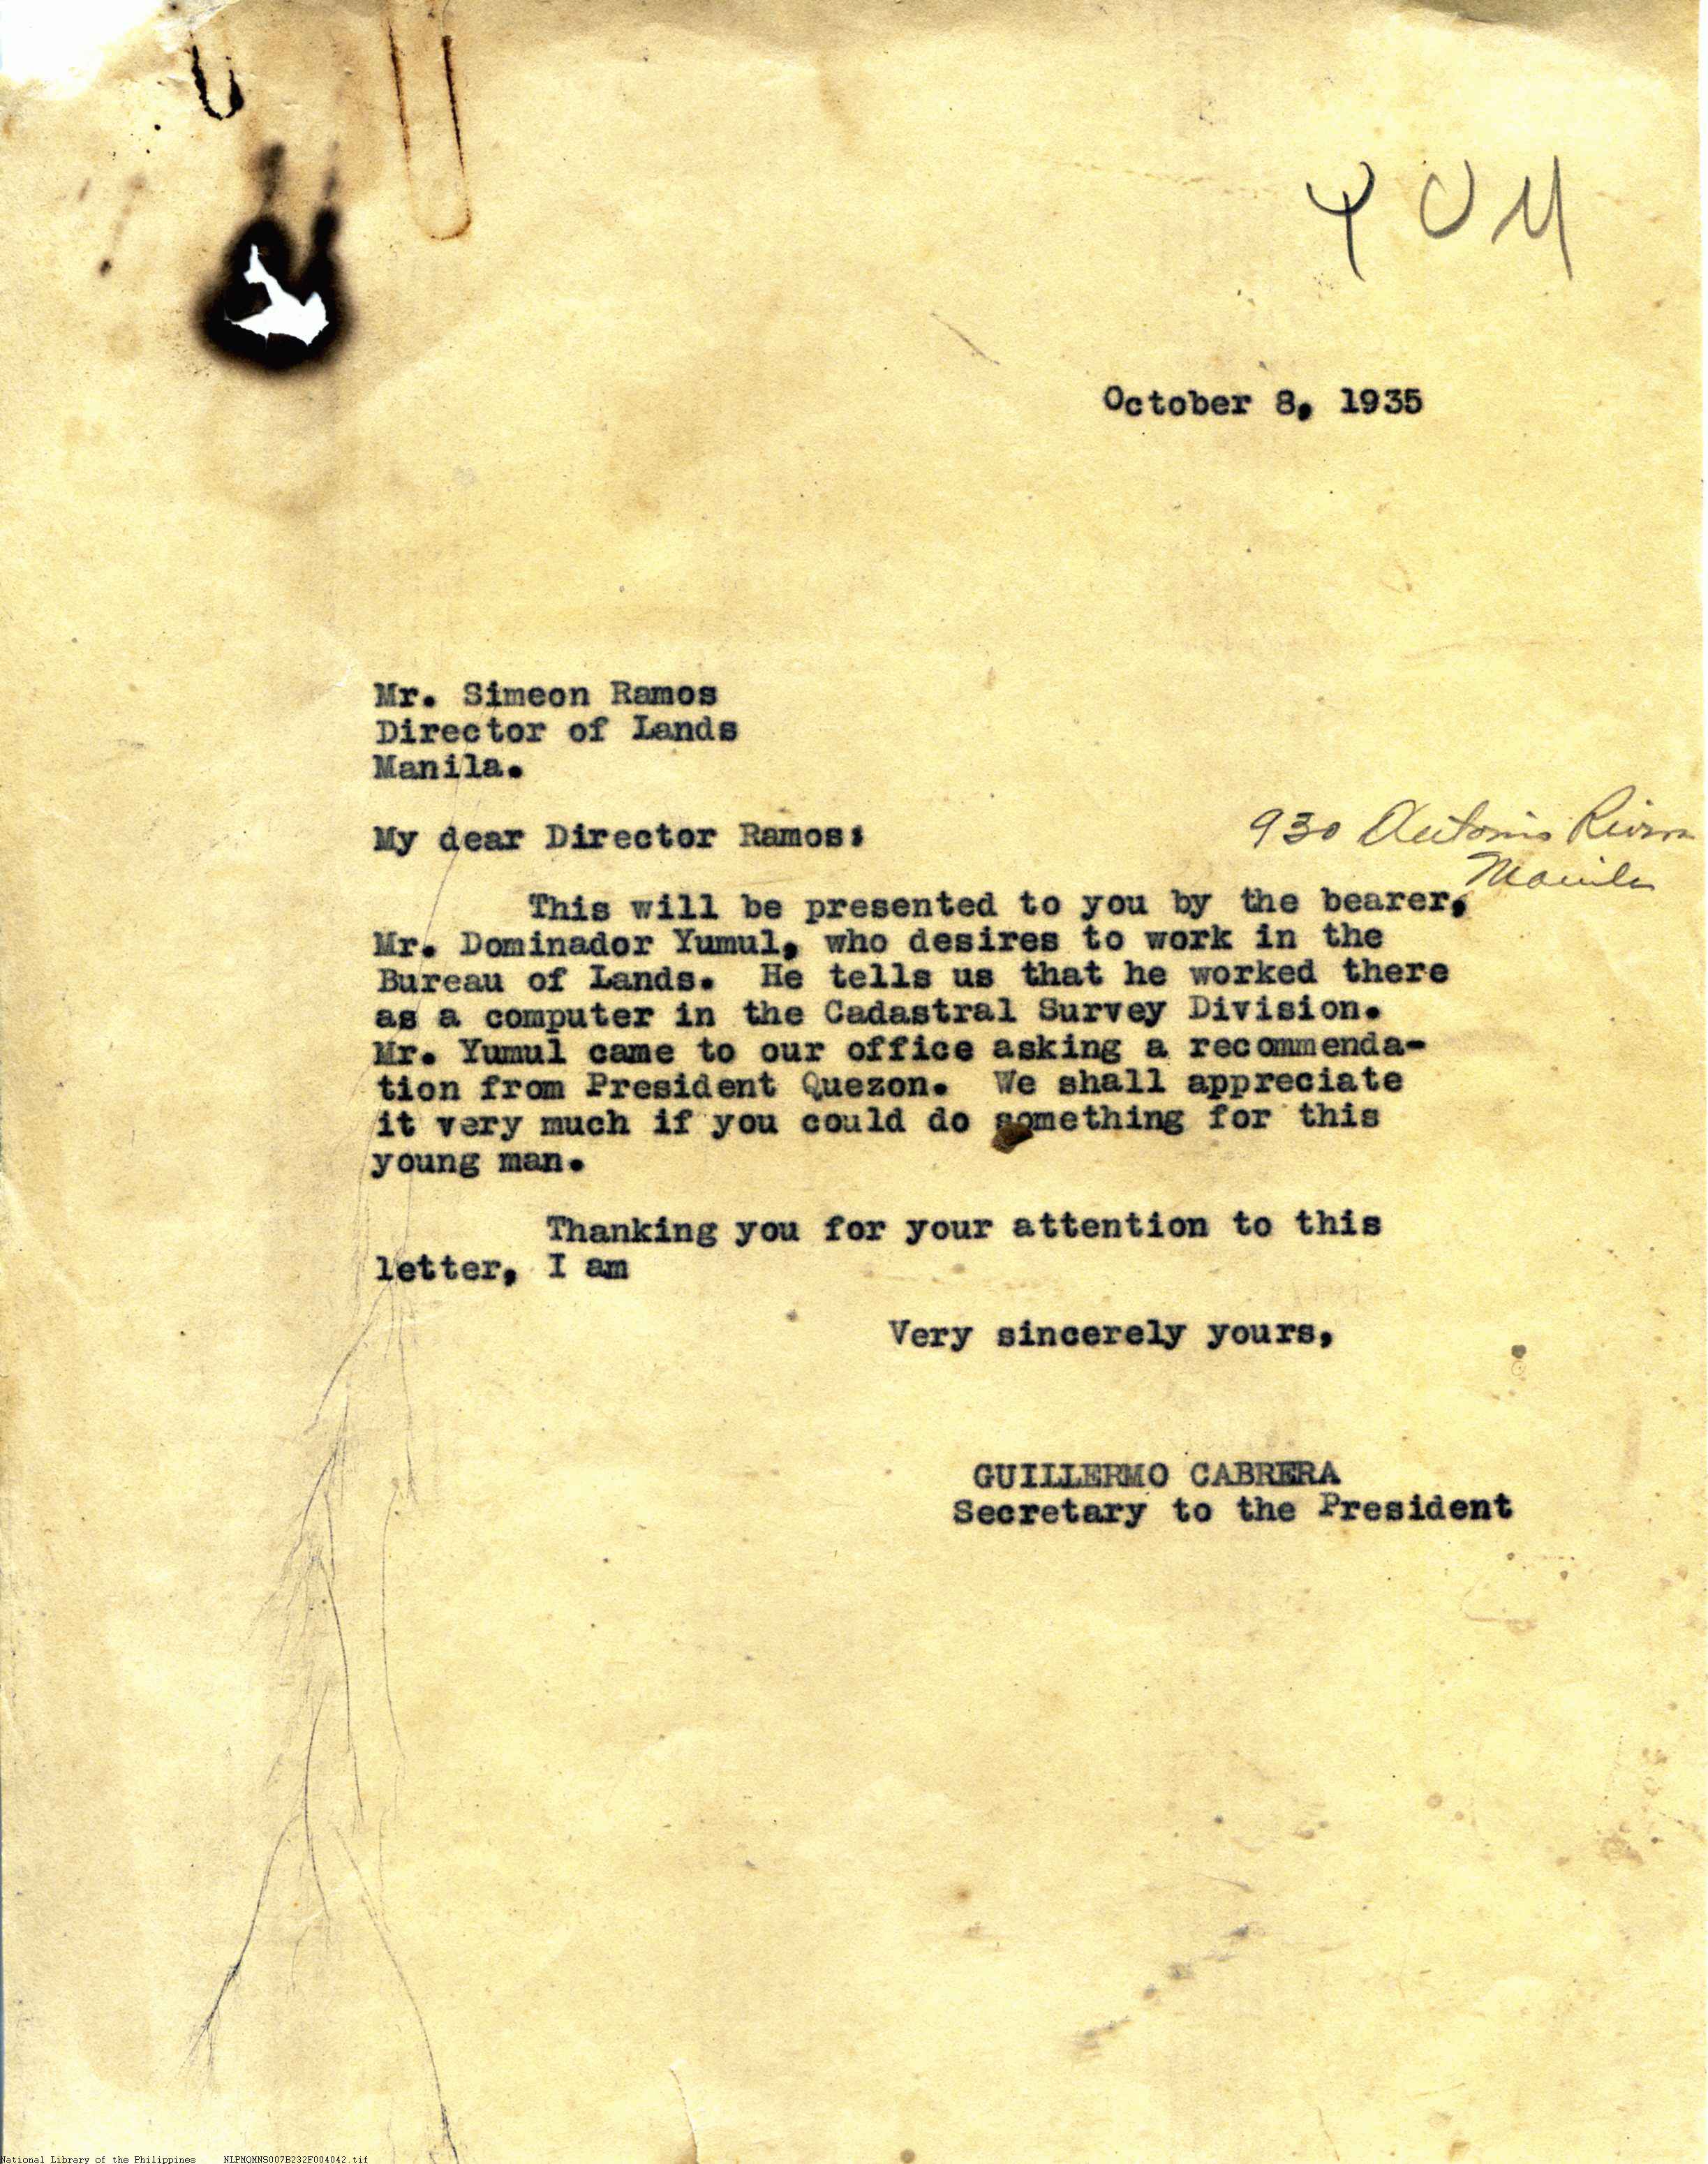 YUM
October 8, 1935
Mr. Simeon Ramos
Director of Lands
Manila.
My dear Director Ramos:
930 Antonio Rivera
Manila
This will be presented to you by the bearer,
Mr. Dominador Yumul, who desires to work in the
Bureau of Lands. He tells us that he worked there
as a computer in the Cadastral Survey Division.
Mr. Yumul came to our office asking a recommenda-
tion from President Quezon. We shall appreciate
it very much if you could do something for this
young man.
Thanking you for your attention to this
letter, I am
Very sincerely yours,
GUILLERMO CABRERA
Secretary to the President
National Library of the Philippines NLPMQMNS007B232F004042.tif